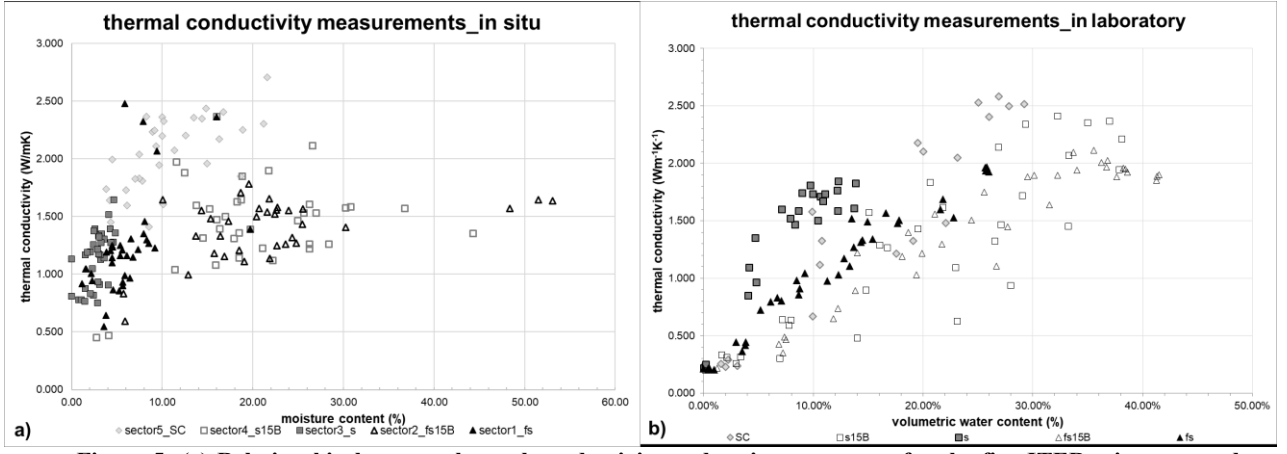 thermal conductivity measurements_in situ
3.000
2.500
2.000
1.500
1.000
0.500
0.000
thermal conductivity (W/mK)
0.00 10.00 20.00 30.00 40.00 50.00 60.00
moisture content (%)
sector5_SC sector4_s15B sector3_s sector2_fs15B sector1_fs
a)
thermal conductivity measurements_in laboratory
3.000
2.500
2.000
1.500
1.000
0.500
0.000
thermal conductivity (Wm-1K-1)
0.00% 10.00% 20.00% 30.00% 40.00% 50.00%
volumetric water content (%)
SC s15B s fs15B fs
b)